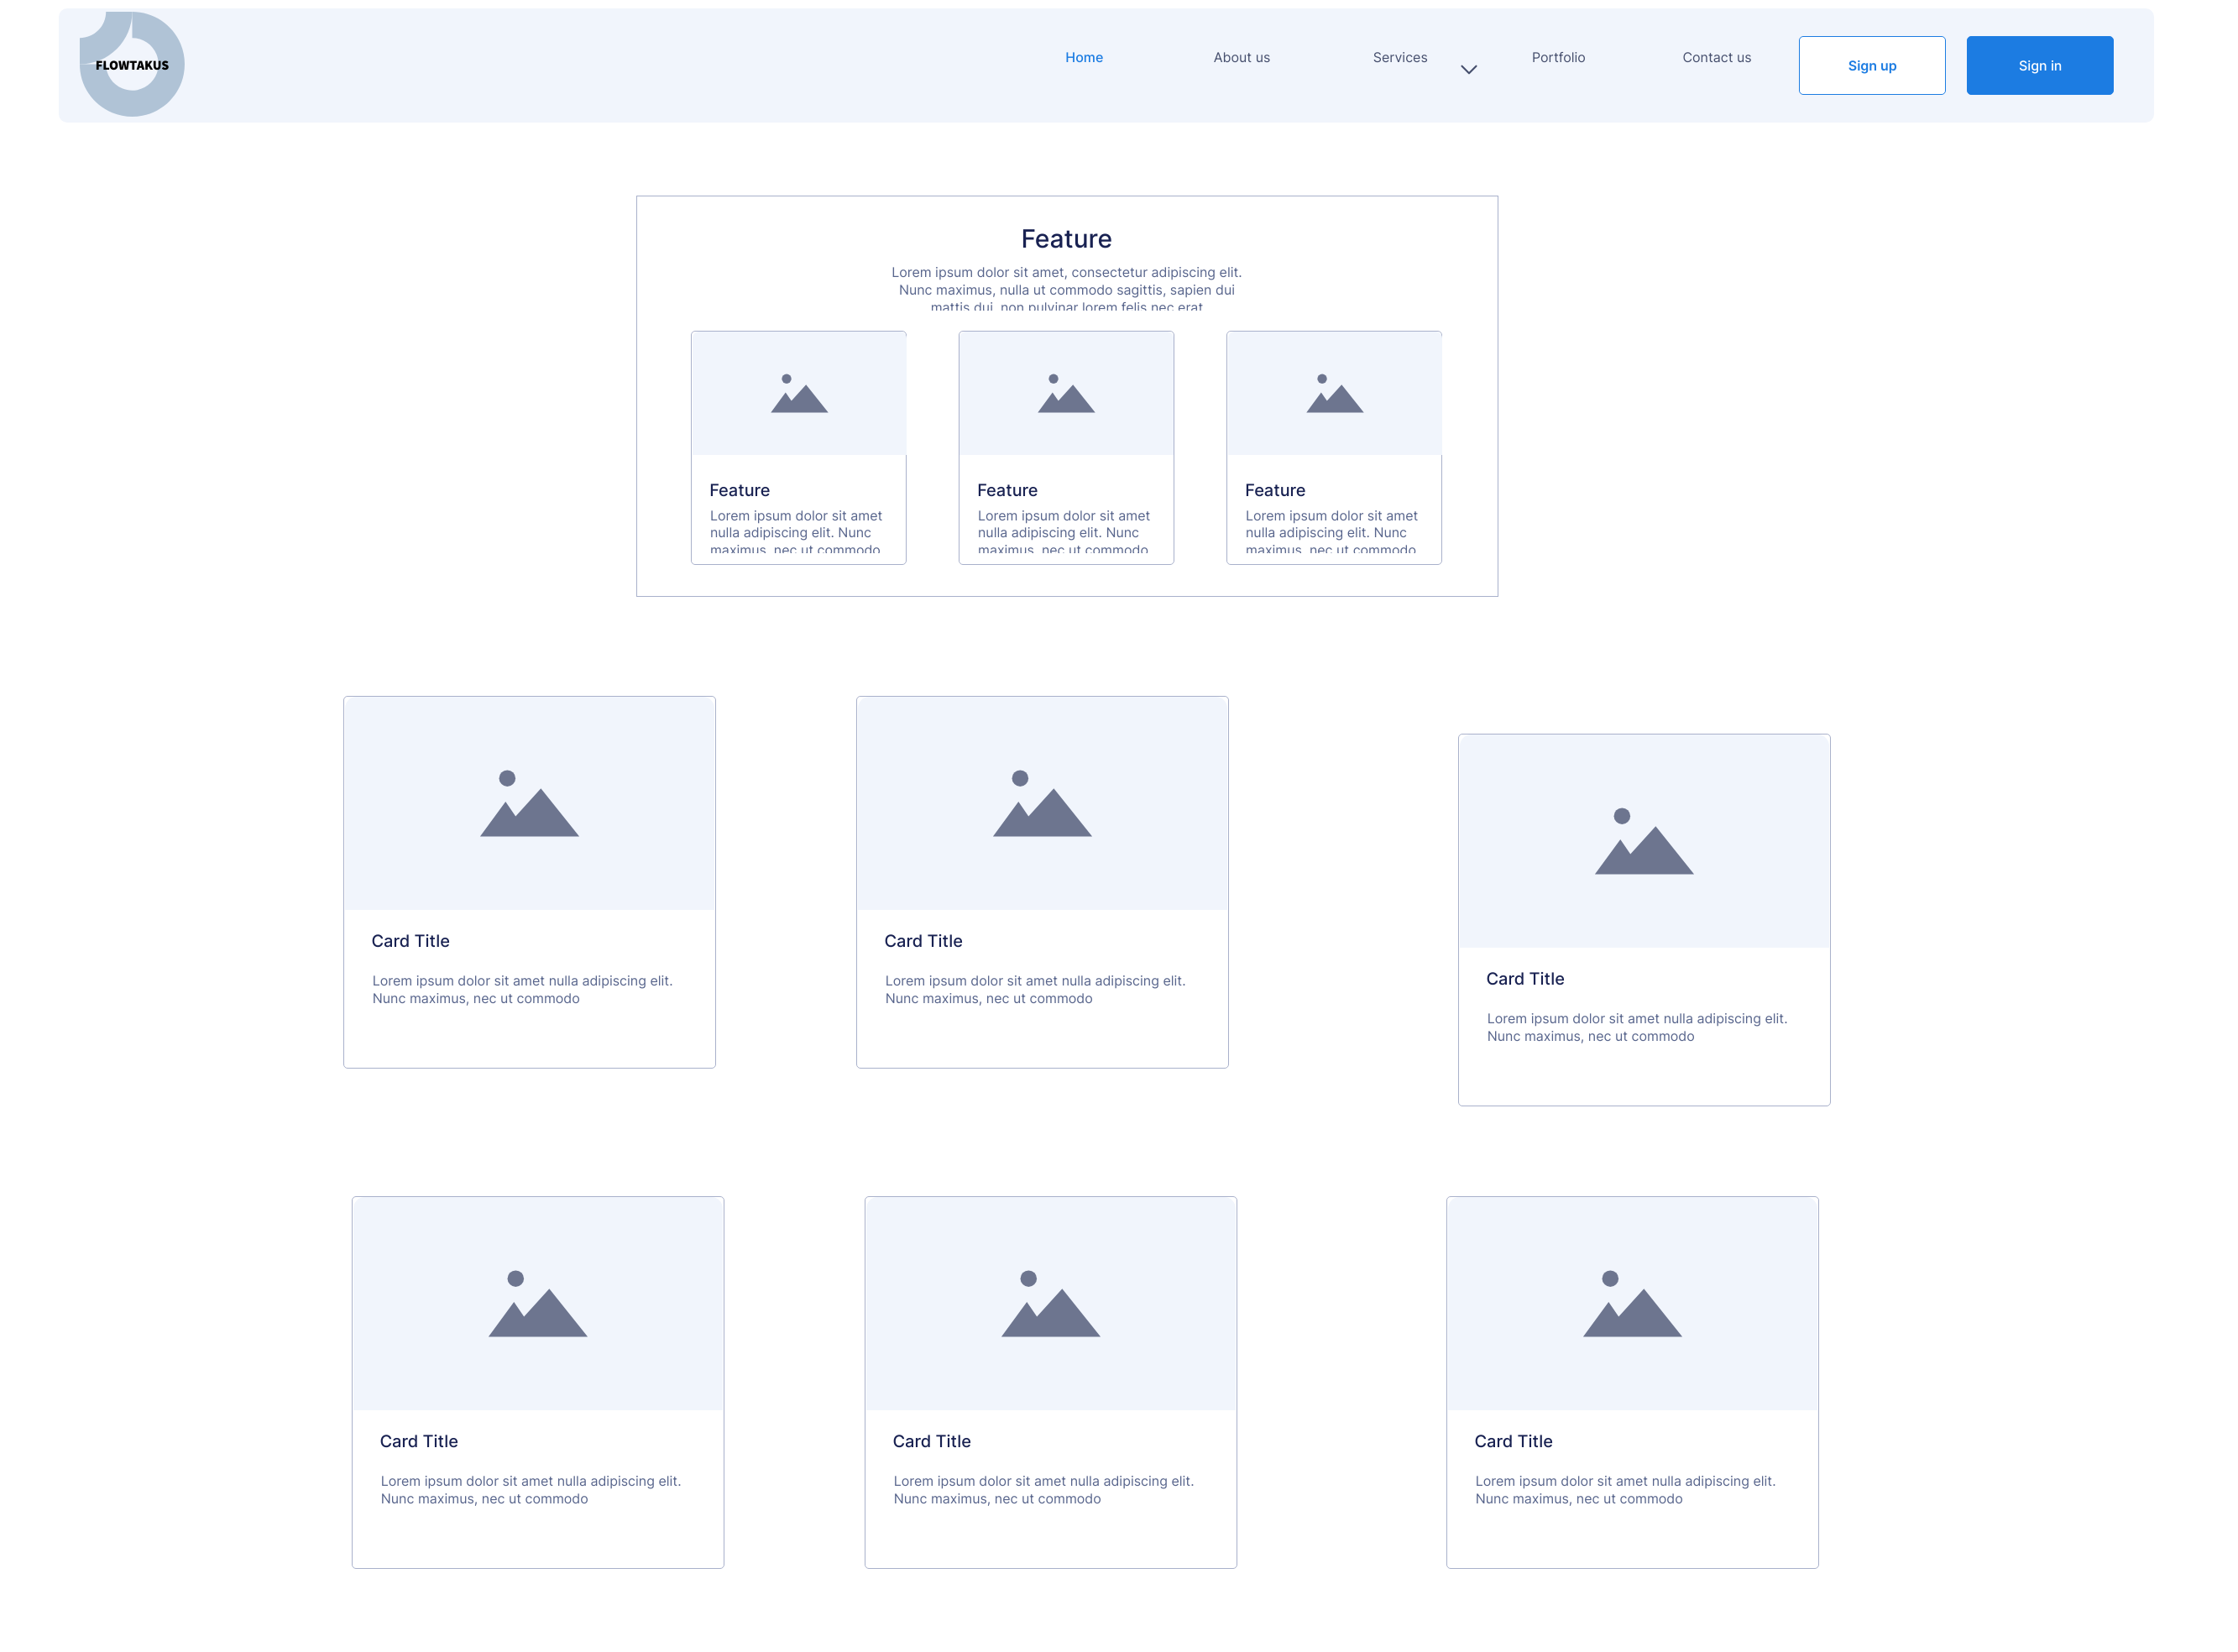 FLOWTAKUS
Home
About us
Services
Portfolio
Contact us
Sign up
Sign in
Feature
Lorem ipsum dolor sit amet, consectetur adipiscing elit.
Nunc maximus, nulla ut commodo sagittis, sapien dui
mattis dui, non pulvinar lorem felis nec erat
Feature
Lorem ipsum dolor sit amet
nulla adipiscing elit. Nunc
maximus, nec ut commodo
Feature
Lorem ipsum dolor sit amet
nulla adipiscing elit. Nunc
maximus, nec ut commodo
Feature
Lorem ipsum dolor sit amet
nulla adipiscing elit. Nunc
maximus, nec ut commodo
Card Title
Lorem ipsum dolor sit amet nulla adipiscing elit.
Nunc maximus, nec ut commodo
Card Title
Lorem ipsum dolor sit amet nulla adipiscing elit.
Nunc maximus, nec ut commodo
Card Title
Lorem ipsum dolor sit amet nulla adipiscing elit.
Nunc maximus, nec ut commodo
Card Title
Lorem ipsum dolor sit amet nulla adipiscing elit.
Nunc maximus, nec ut commodo
Card Title
Lorem ipsum dolor sit amet nulla adipiscing elit.
Nunc maximus, nec ut commodo
Card Title
Lorem ipsum dolor sit amet nulla adipiscing elit.
Nunc maximus, nec ut commodo